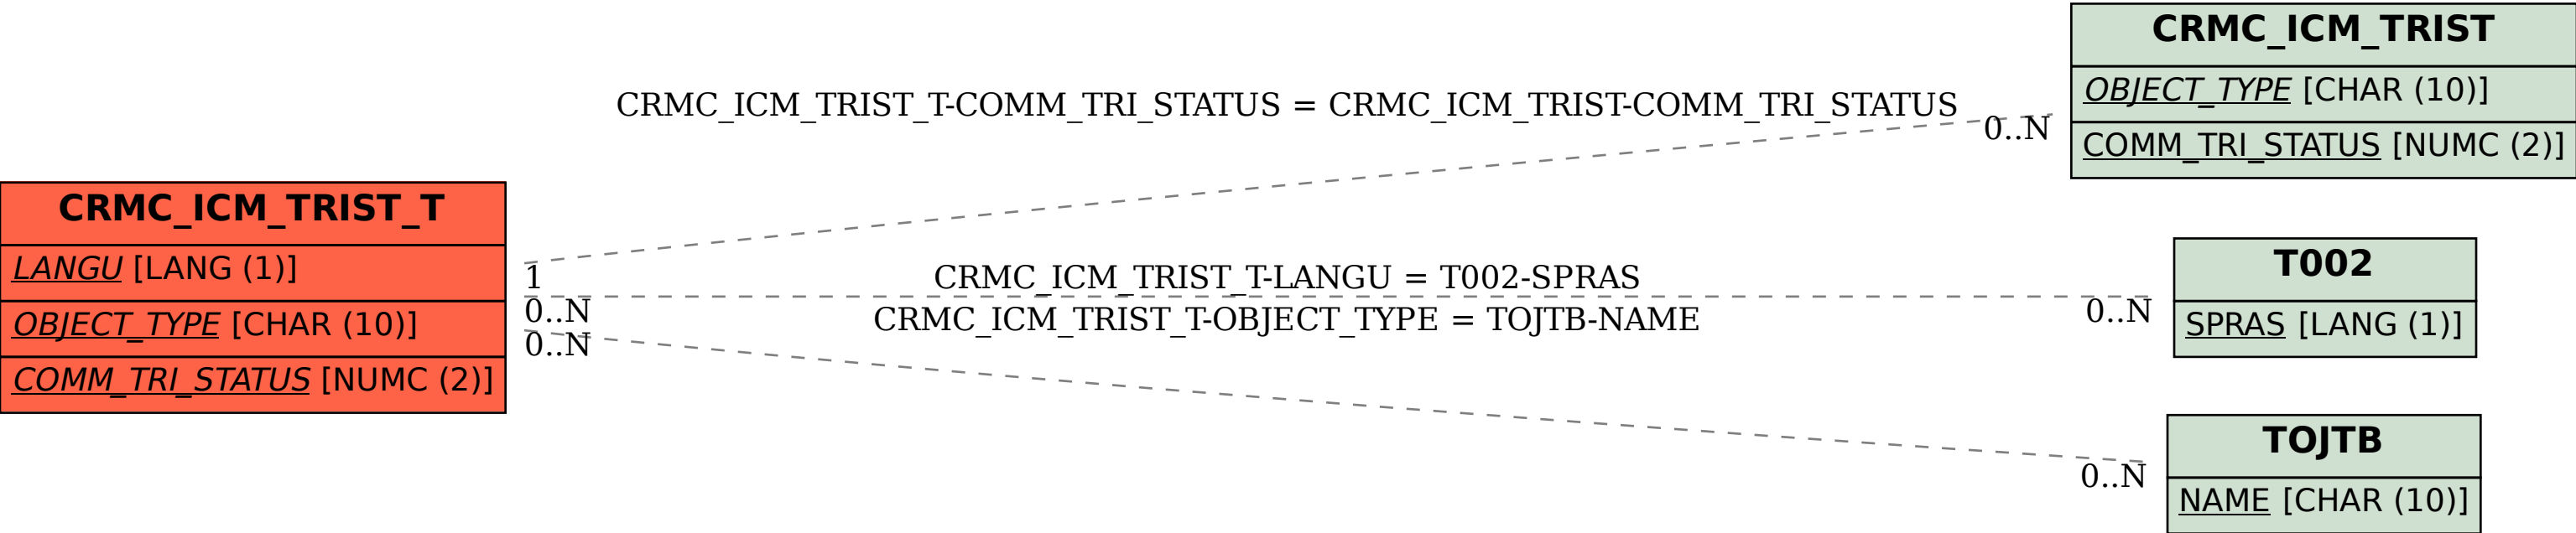 CRMC_ICM_TRIST
OBJECT_TYPE [CHAR (10)]
COMM_TRI_STATUS [NUMC (2)]
CRMC_ICM_TRIST_T-COMM_TRI_STATUS = CRMC_ICM_TRIST-COMM_TRI_STATUS
0..N
CRMC_ICM_TRIST_T
LANGU [LANG (1)]
OBJECT_TYPE [CHAR (10)]
COMM_TRI_STATUS [NUMC (2)]
1
0..N
0..N
CRMC_ICM_TRIST_T-LANGU = T002-SPRAS
CRMC_ICM_TRIST_T-OBJECT_TYPE = TOJTB-NAME
0..N
T002
SPRAS [LANG (1)]
0..N
TOJTB
NAME [CHAR (10)]